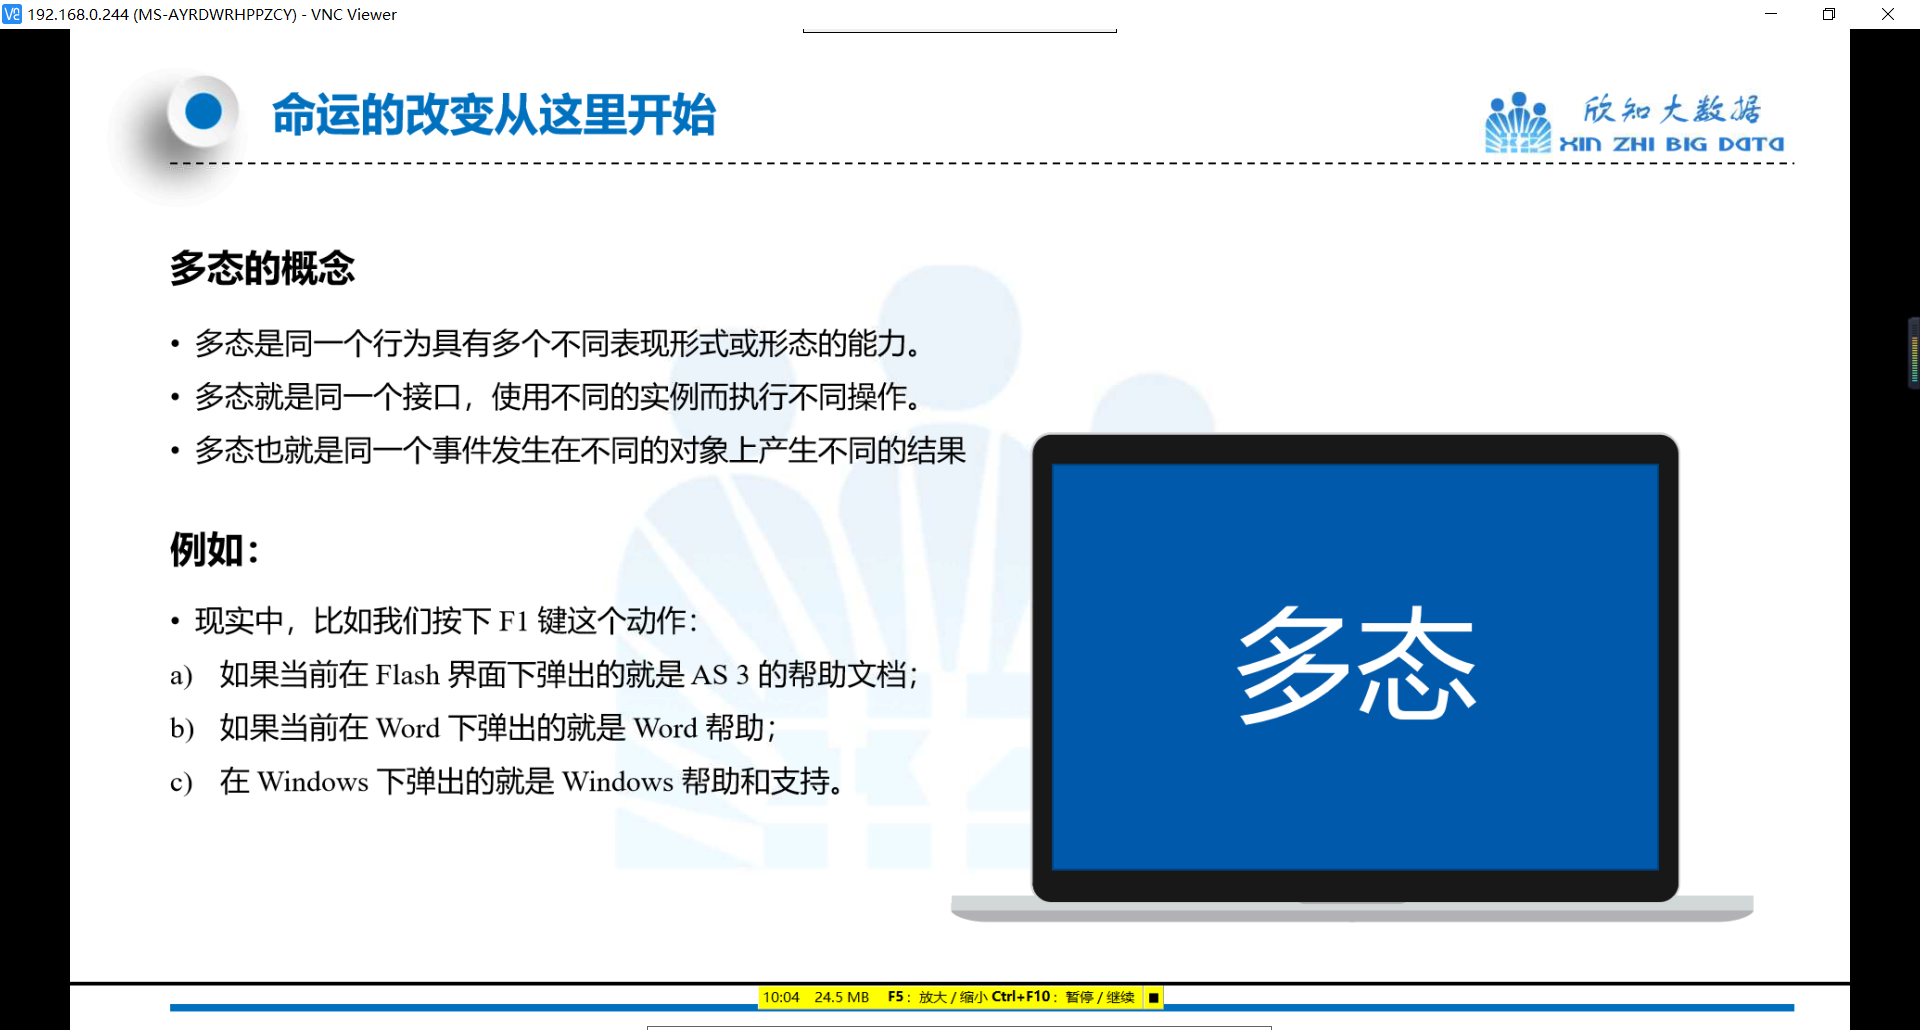 192.168.0.244 (MS-AYRDWRHPPZCY) - VNC Viewer
命运的改变从这里开始
欣知大数据
XIN ZHI BIG DATA
多态的概念
• 多态是同一个行为具有多个不同表现形式或形态的能力。
• 多态就是同一个接口，使用不同的实例而执行不同操作。
• 多态也就是同一个事件发生在不同的对象上产生不同的结果
例如：
• 现实中，比如我们按下 F1 键这个动作：
a) 如果当前在 Flash 界面下弹出的就是 AS 3 的帮助文档；
b) 如果当前在 Word 下弹出的就是 Word 帮助；
c) 在 Windows 下弹出的就是 Windows 帮助和支持。
多态
10:04 24.5 MB F5：放大 / 缩小 Ctrl+F10：暂停 / 继续